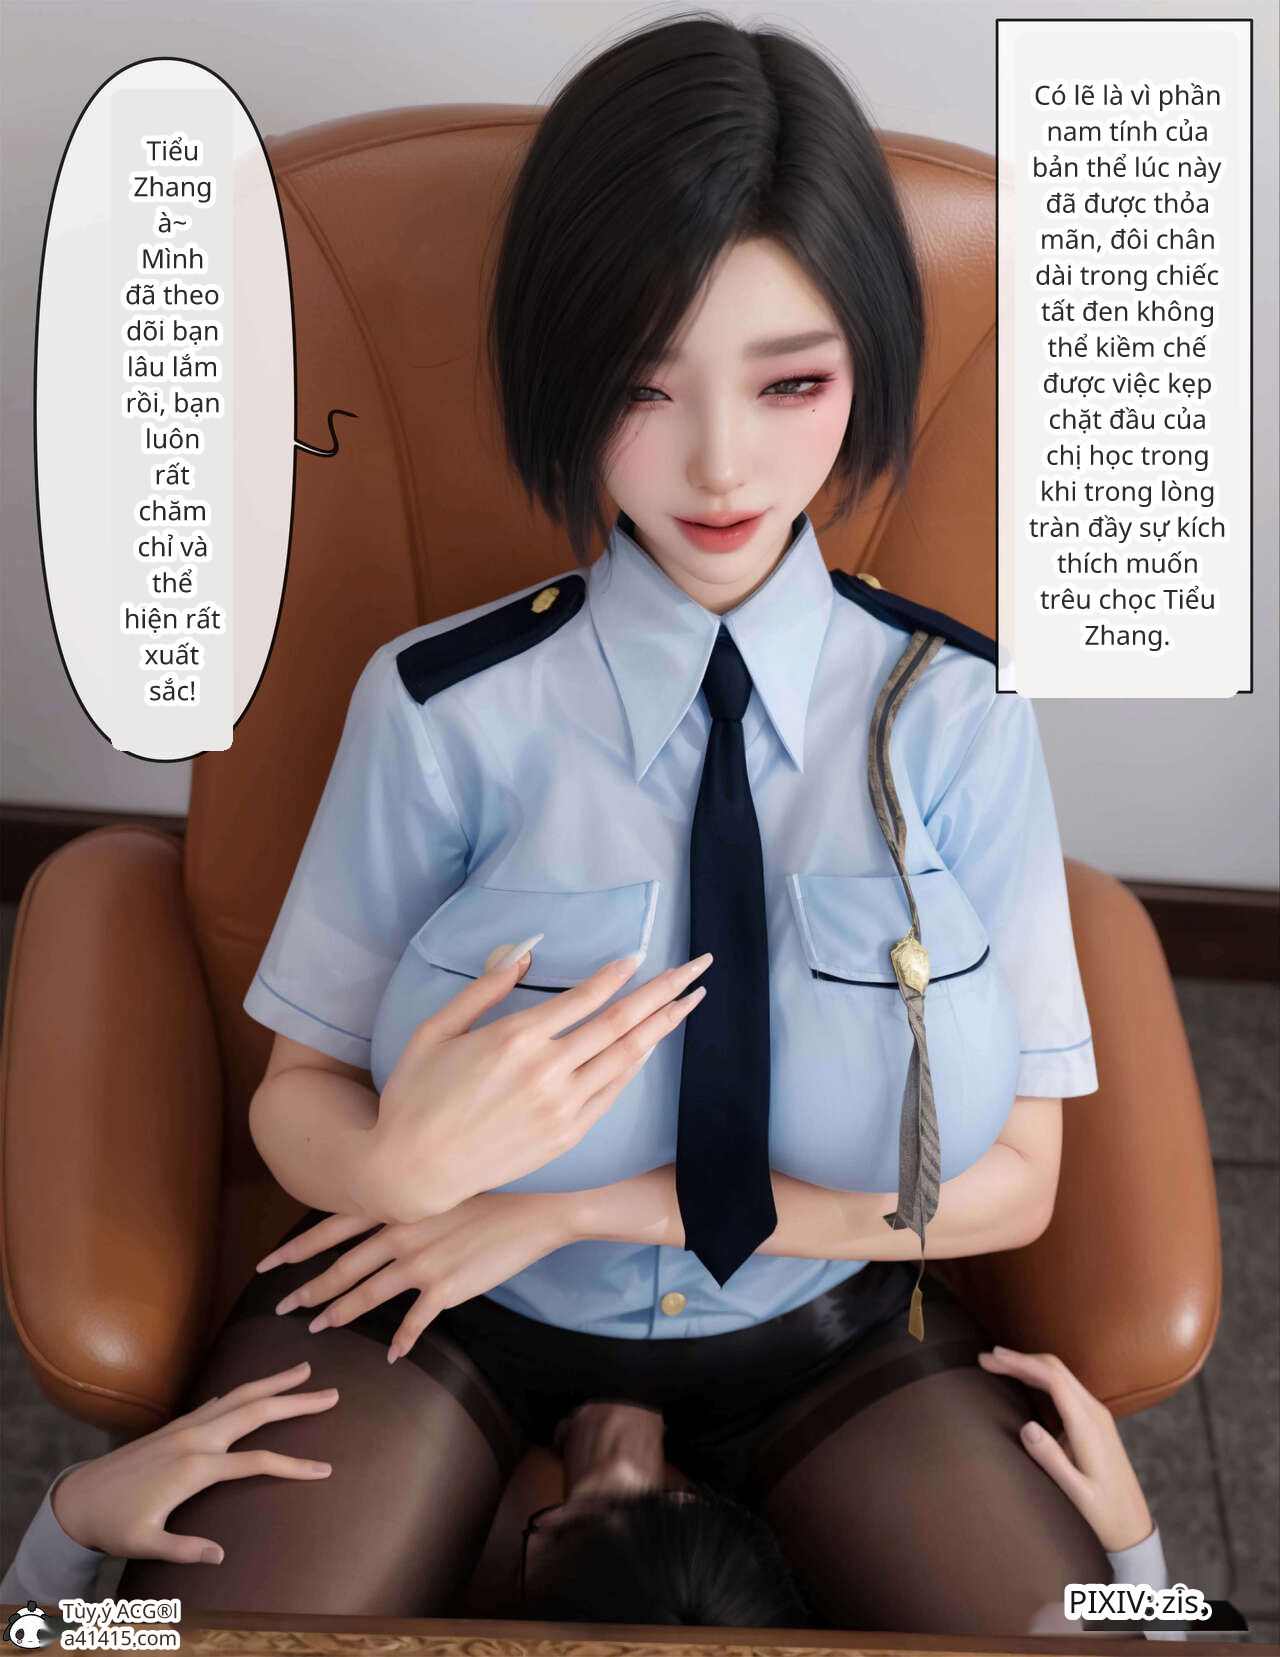 Tiểu
Zhang
à~
Mình
đã theo
dõi bạn
lâu lắm
rồi, bạn
luôn
rất
chăm
chỉ và
thể
hiện rất
xuất
sắc!
Có lẽ là vì phần
nam tính của
bản thể lúc này
đã được thỏa
mãn, đôi chân
dài trong chiếc
tất đen không
thể kiềm chế
được việc kẹp
chặt đầu của
chị học trong
khi trong lòng
tràn đầy sự kích
thích muốn
trêu chọc Tiểu
Zhang.
Tùy ý ACG®l
a41415.com
PIXIV: zis.